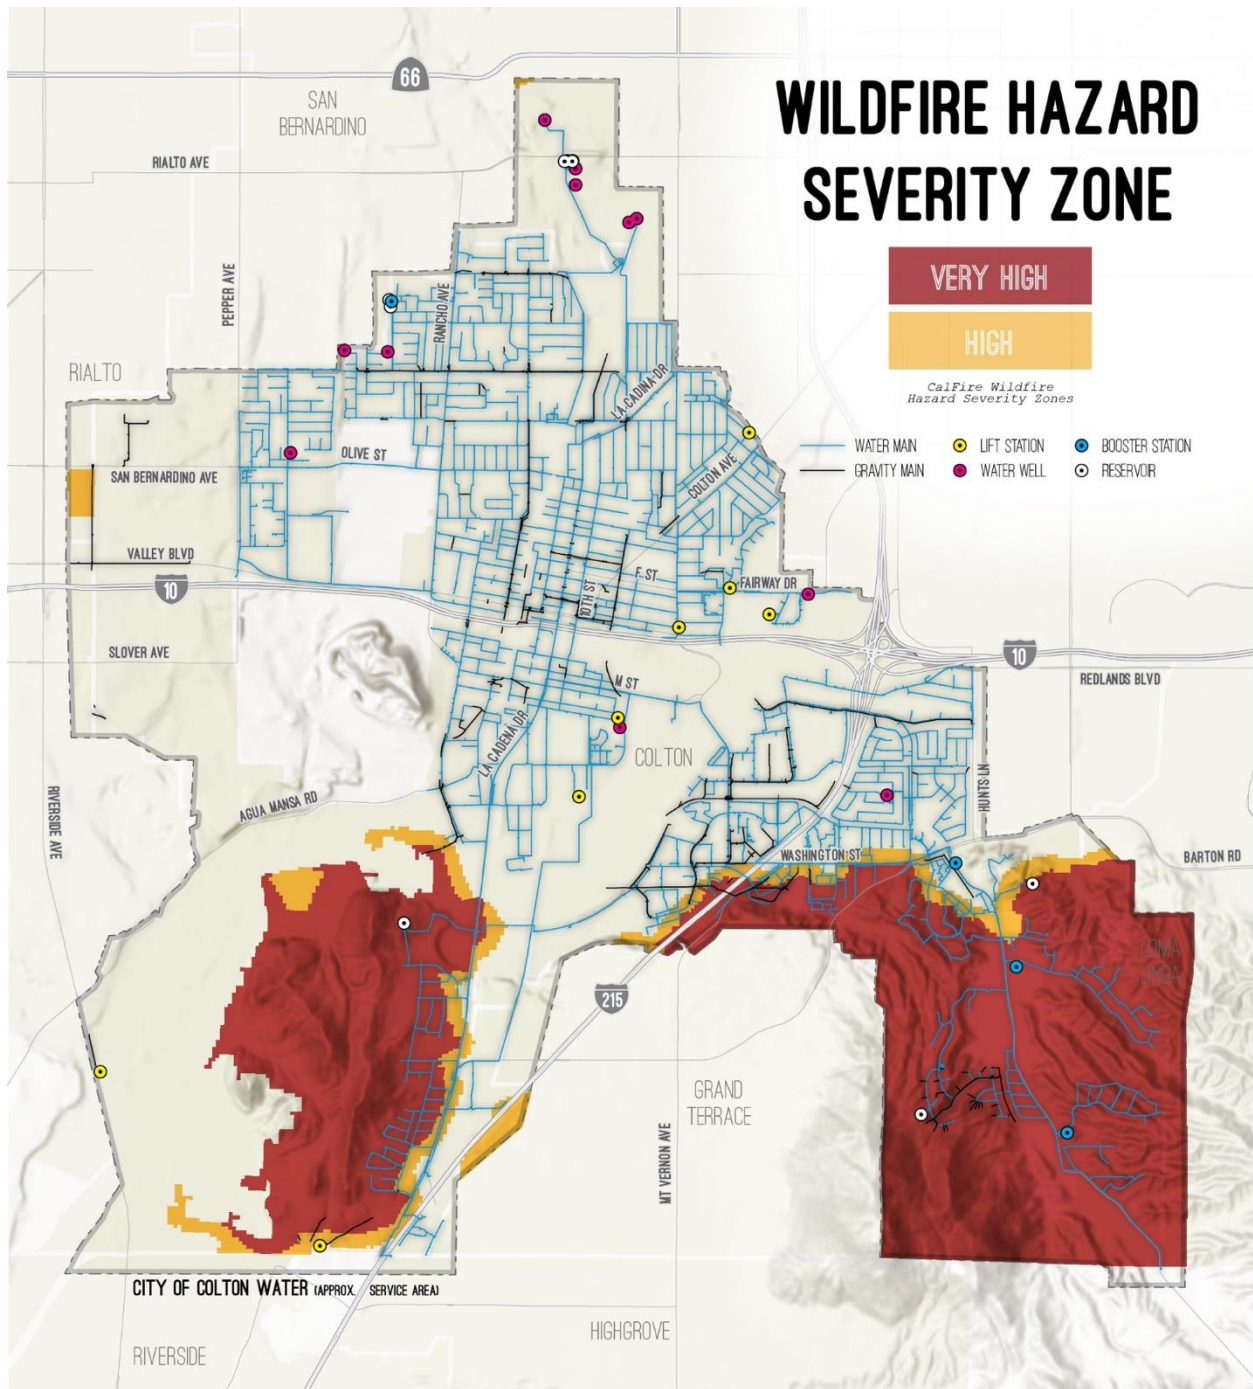 WILDFIRE HAZARD
SEVERITY ZONE
VERY HIGH
HIGH
CalFire Wildfire
Hazard Severity Zones
WATER MAIN
LIFT STATION
BOOSTER STATION
GRAVITY MAIN
WATER WELL
RESERVOIR
66
SAN
BERNARDINO
RIALTO AVE
PEPPER AVE
RANCHO AVE
RIALTO
LA CADINA DR
OLIVE ST
COLTON AVE
SAN BERNARDINO AVE
VALLEY BLVD
F ST
10TH ST
FAIRWAY DR
10
SLOVER AVE
10
REDLANDS BLVD
M ST
LA CADENA DR
COLTON
HUNTS LN
AGUA MANSA RD
RIVERSIDE AVE
WASHINGTON ST
BARTON RD
LOMA
LINDA
215
GRAND
TERRACE
MT VERNON AVE
CITY OF COLTON WATER (APPROX. SERVICE AREA)
HIGHGROVE
RIVERSIDE